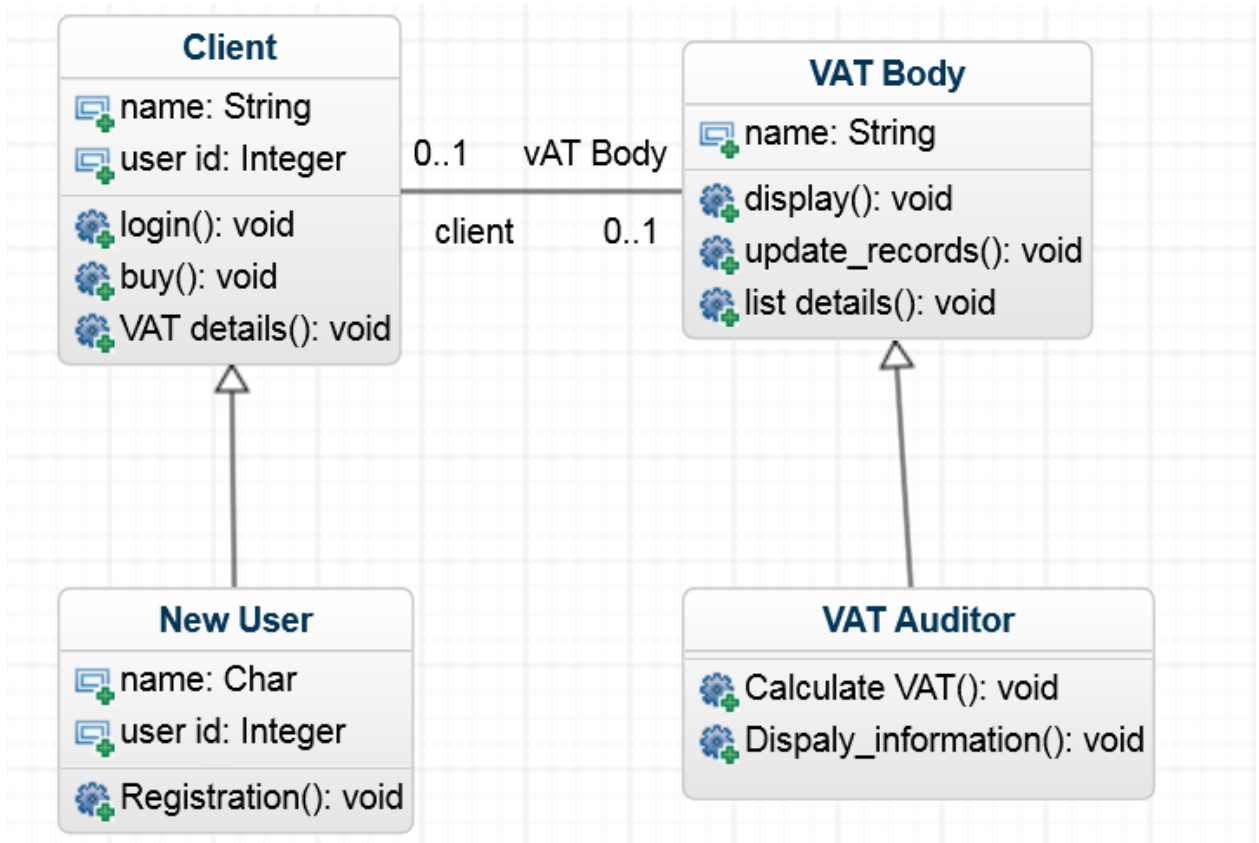 Client
name: String
user id: Integer
login(): void
buy(): void
VAT details(): void
0..1 vAT Body
client 0..1
VAT Body
name: String
display(): void
update_records(): void
list details(): void
New User
name: Char
user id: Integer
Registration(): void
VAT Auditor
Calculate VAT(): void
Dispaly_information(): void